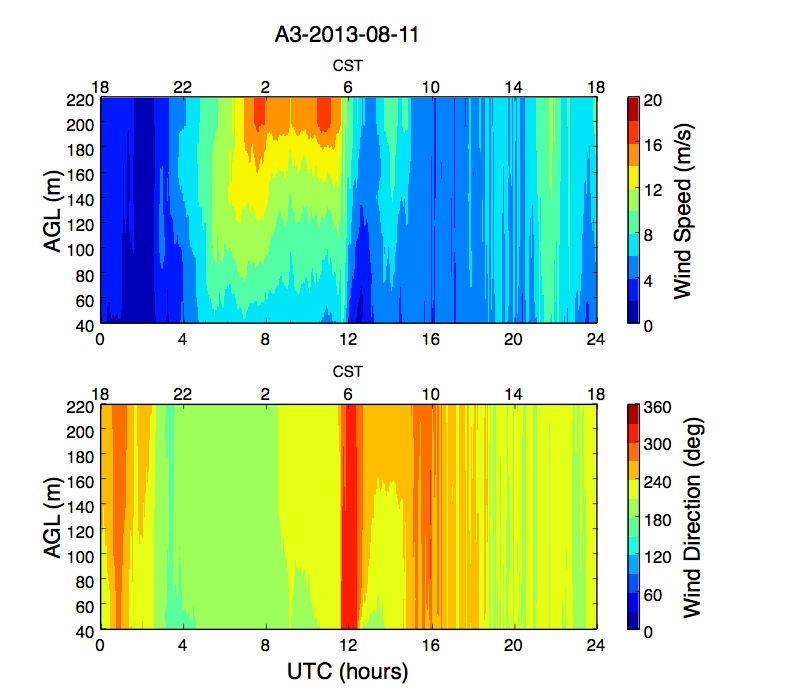 A3-2013-08-11
CST
18 22 2 6 10 14 18
220
200
180
160
140
120
100
80
60
40
AGL (m)
0 4 8 12 16 20 24
20
16
12
8
4
0
Wind Speed (m/s)
CST
18 22 2 6 10 14 18
220
200
180
160
140
120
100
80
60
40
AGL (m)
0 4 8 12 16 20 24
UTC (hours)
360
300
240
180
120
60
0
Wind Direction (deg)